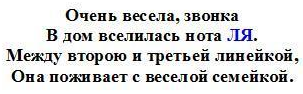 Очень весела, звонка
В дом вселилась нота ЛЯ.
Между второю и третьей линейкой,
Она поживает с веселой семейкой.